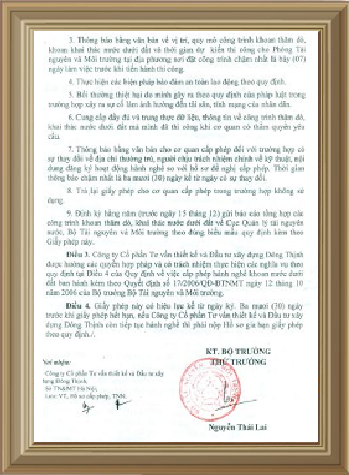 3. Thông báo bằng văn bản về vị trí, quy mô công trình khoan thăm dò,
khoan khai thác nước dưới đất và thời gian dự kiến thi công cho Phòng Tài
nguyên và Môi trường tại địa phương nơi đặt công trình chậm nhất là bảy (07)
ngày làm việc trước khi tiến hành thi công.
4. Thực hiện các biện pháp bảo đảm an toàn lao động theo quy định.
5. Bồi thường thiệt hại do mình gây ra theo quy định của pháp luật trong
trường hợp xảy ra sự cố làm ảnh hưởng đến tài sản, tính mạng của nhân dân.
6. Cung cấp đầy đủ và trung thực dữ liệu, thông tin về công trình thăm dò,
khai thác nước dưới đất mà mình đã thi công khi cơ quan có thẩm quyền yêu
cầu.
7. Thông báo bằng văn bản cho cơ quan cấp phép đối với trường hợp có
sự thay đổi về địa chỉ thường trú, người chịu trách nhiệm chính về kỹ thuật, nội
dung đăng ký hoạt động hành nghề so với hồ sơ đề nghị cấp phép. Thời gian
thông báo chậm nhất là ba mươi (30) ngày kể từ ngày có sự thay đổi.
8. Trả lại giấy phép cho cơ quan cấp phép trong trường hợp không sử
dụng.
9. Định kỳ hàng năm (trước ngày 15 tháng 12) gửi báo cáo tổng hợp các
công trình khoan thăm dò, khai thác nước dưới đất về Cục Quản lý tài nguyên
nước, Bộ Tài nguyên và Môi trường theo đúng biểu mẫu quy định kèm theo
Giấy phép này.
Điều 3. Công ty Cổ phần Tư vấn thiết kế và Đầu tư xây dựng Đông Thịnh
được hưởng các quyền hợp pháp và có trách nhiệm thực hiện các nghĩa vụ theo
quy định tại Điều 4 của Quy định về việc cấp phép hành nghề khoan nước dưới
đất ban hành kèm theo Quyết định số 17/2006/QĐ-BTNMT ngày 12 tháng 10
năm 2006 của Bộ trưởng Bộ Tài nguyên và Môi trường.
Điều 4. Giấy phép này có hiệu lực kể từ ngày ký. Ba mươi (30) ngày
trước khi giấy phép hết hạn, nếu Công ty Cổ phần Tư vấn thiết kế và Đầu tư xây
dựng Đông Thịnh còn tiếp tục hành nghề thì phải nộp Hồ sơ gia hạn giấy phép
theo quy định./.
KT. BỘ TRƯỞNG
THỨ TRƯỞNG
Nơi nhận:
Công ty Cổ phần Tư vấn thiết kế và Đầu tư xây
dựng Đông Thịnh
Sở TN&MT Hà Nội,
Lưu: VT, Hồ sơ cấp phép, TNN.
Nguyễn Thái Lai